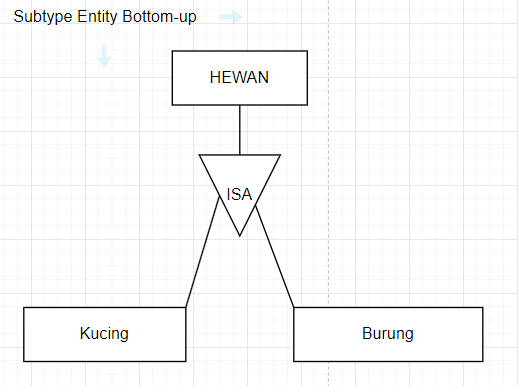 Subtype Entity Bottom-up
HEWAN
ISA
Kucing
Burung